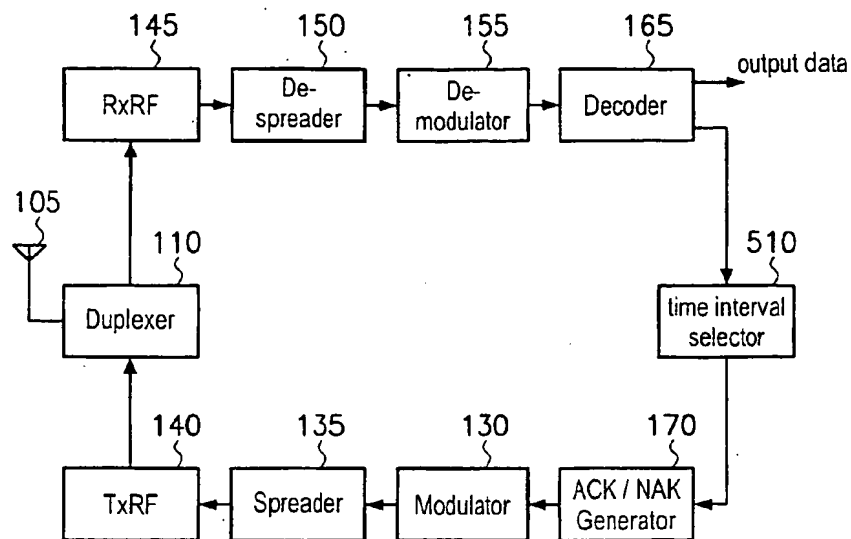 145
150
155
165
RxRF
De-
spreader
De-
modulator
Decoder
output data
105
110
510
Duplexer
time interval
selector
140
135
130
170
TxRF
Spreader
Modulator
ACK / NAK
Generator